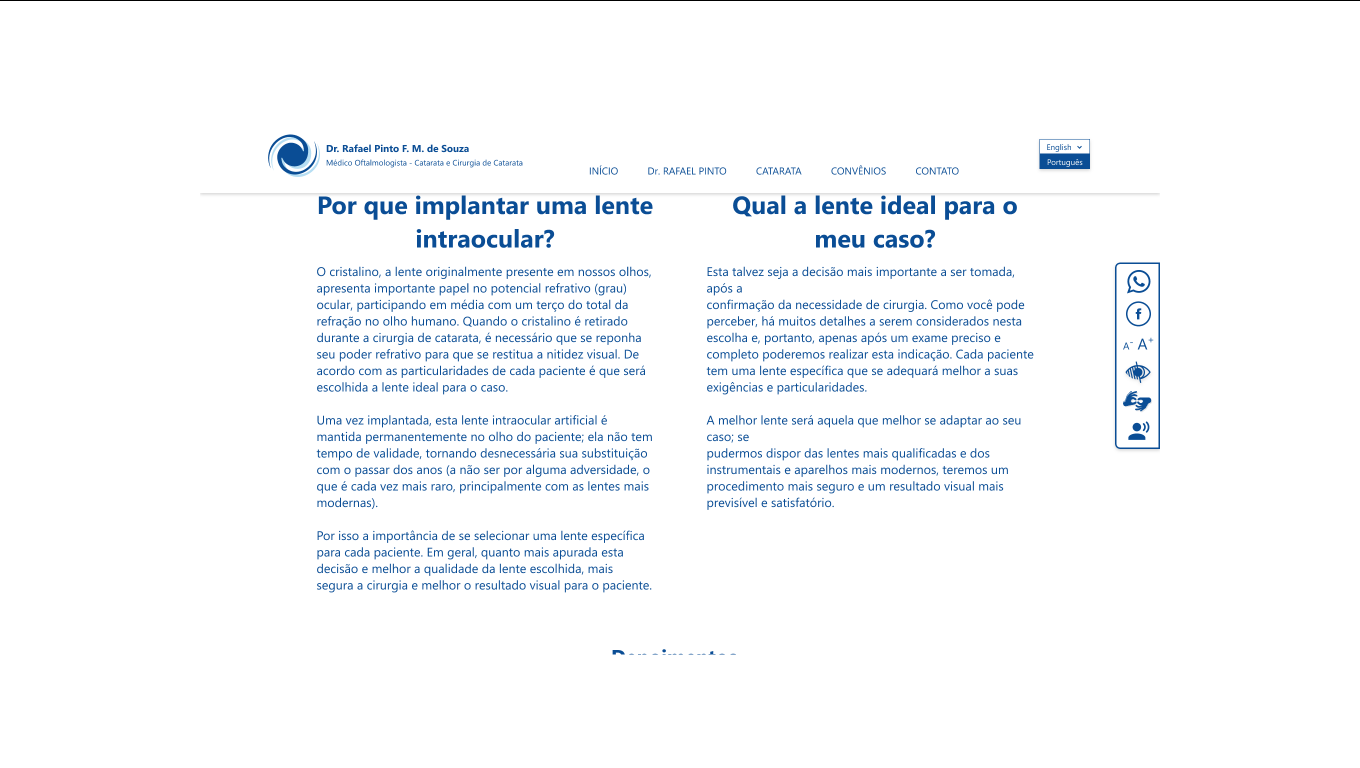 Dr. Rafael Pinto F. M. de Souza
Médico Oftalmologista - Catarata e Cirurgia de Catarata
INÍCIO Dr. RAFAEL PINTO CATARATA CONVÊNIOS CONTATO
English
Português
Por que implantar uma lente
intraocular?
O cristalino, a lente originalmente presente em nossos olhos,
apresenta importante papel no potencial refrativo (grau)
ocular, participando em média com um terço do total da
refração no olho humano. Quando o cristalino é retirado
durante a cirurgia de catarata, é necessário que se reponha
seu poder refrativo para que se restitua a nitidez visual. De
acordo com as particularidades de cada paciente é que será
escolhida a lente ideal para o caso.
Uma vez implantada, esta lente intraocular artificial é
mantida permanentemente no olho do paciente; ela não tem
tempo de validade, tornando desnecessária sua substituição
com o passar dos anos (a não ser por alguma adversidade, o
que é cada vez mais raro, principalmente com as lentes mais
modernas).
Por isso a importância de se selecionar uma lente específica
para cada paciente. Em geral, quanto mais apurada esta
decisão e melhor a qualidade da lente escolhida, mais
segura a cirurgia e melhor o resultado visual para o paciente.
Qual a lente ideal para o
meu caso?
Esta talvez seja a decisão mais importante a ser tomada,
após a
confirmação da necessidade de cirurgia. Como você pode
perceber, há muitos detalhes a serem considerados nesta
escolha e, portanto, apenas após um exame preciso e
completo poderemos realizar esta indicação. Cada paciente
tem uma lente específica que se adequará melhor a suas
exigências e particularidades.
A melhor lente será aquela que melhor se adaptar ao seu
caso; se
pudermos dispor das lentes mais qualificadas e dos
instrumentais e aparelhos mais modernos, teremos um
procedimento mais seguro e um resultado visual mais
previsível e satisfatório.
A- A+
Depoimentos